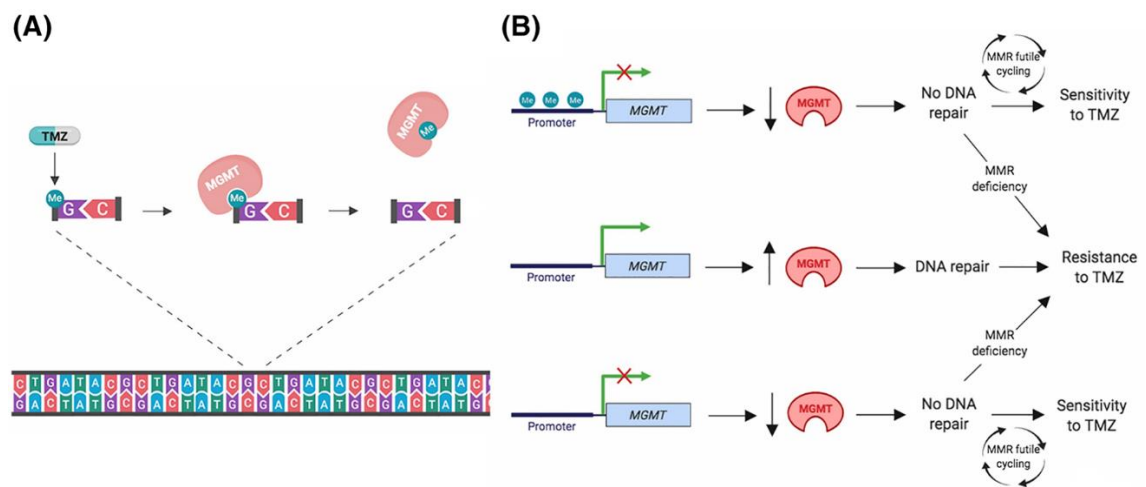 (A)
TMZ
Me
G C
MGMT
Me
G C
MGMT
Me
G C
CTGATACGCTGATACGCTGATACGCTGATAC
GACTATGCGACTATGCGACTATGCGACTATG
(B)
Me Me Me
Promoter
MGMT
MGMT
No DNA
repair
MMR futile
cycling
Sensitivity
to TMZ
MMR
deficiency
Promoter
MGMT
MGMT
DNA repair
Resistance
to TMZ
MMR
deficiency
Promoter
MGMT
MGMT
No DNA
repair
MMR futile
cycling
Sensitivity
to TMZ